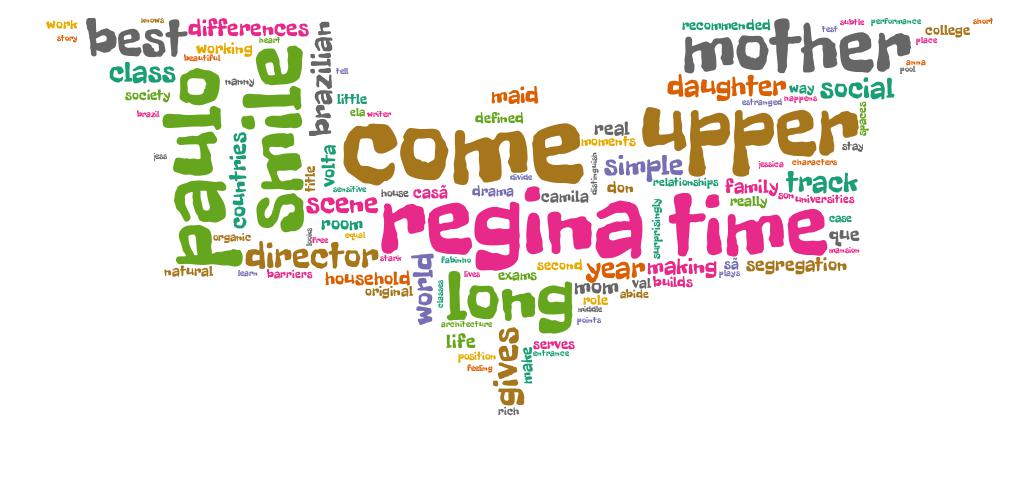 work
story
knows
best
differences
working
heart
beautiful
class
society
brazil
nanny
paulo
smile
brazilian
tell
little
ela
writer
jess
countries
title
volta
sensitive
scene
room
equal
free
organic
director
natural
learn
barriers
stark
household
original
maid
defined
come
divide
house
casã
drama
camila
distinguish
real
moments
simple
don
relationships
surprisingly
regina
time
recommended
mother
test
subtle
performance
place
college
short
anna
pool
daughter
way
social
estranged
happens
upper
spaces
stay
jessica
characters
family
track
son
universities
really
case
que
mansion
segregation
sã
plays
making
builds
year
second
exams
lives
fabinho
world
classes
long
mom
val
abide
role
middle
points
architecture
life
position
feeling
gives
make
serves
entrance
rich